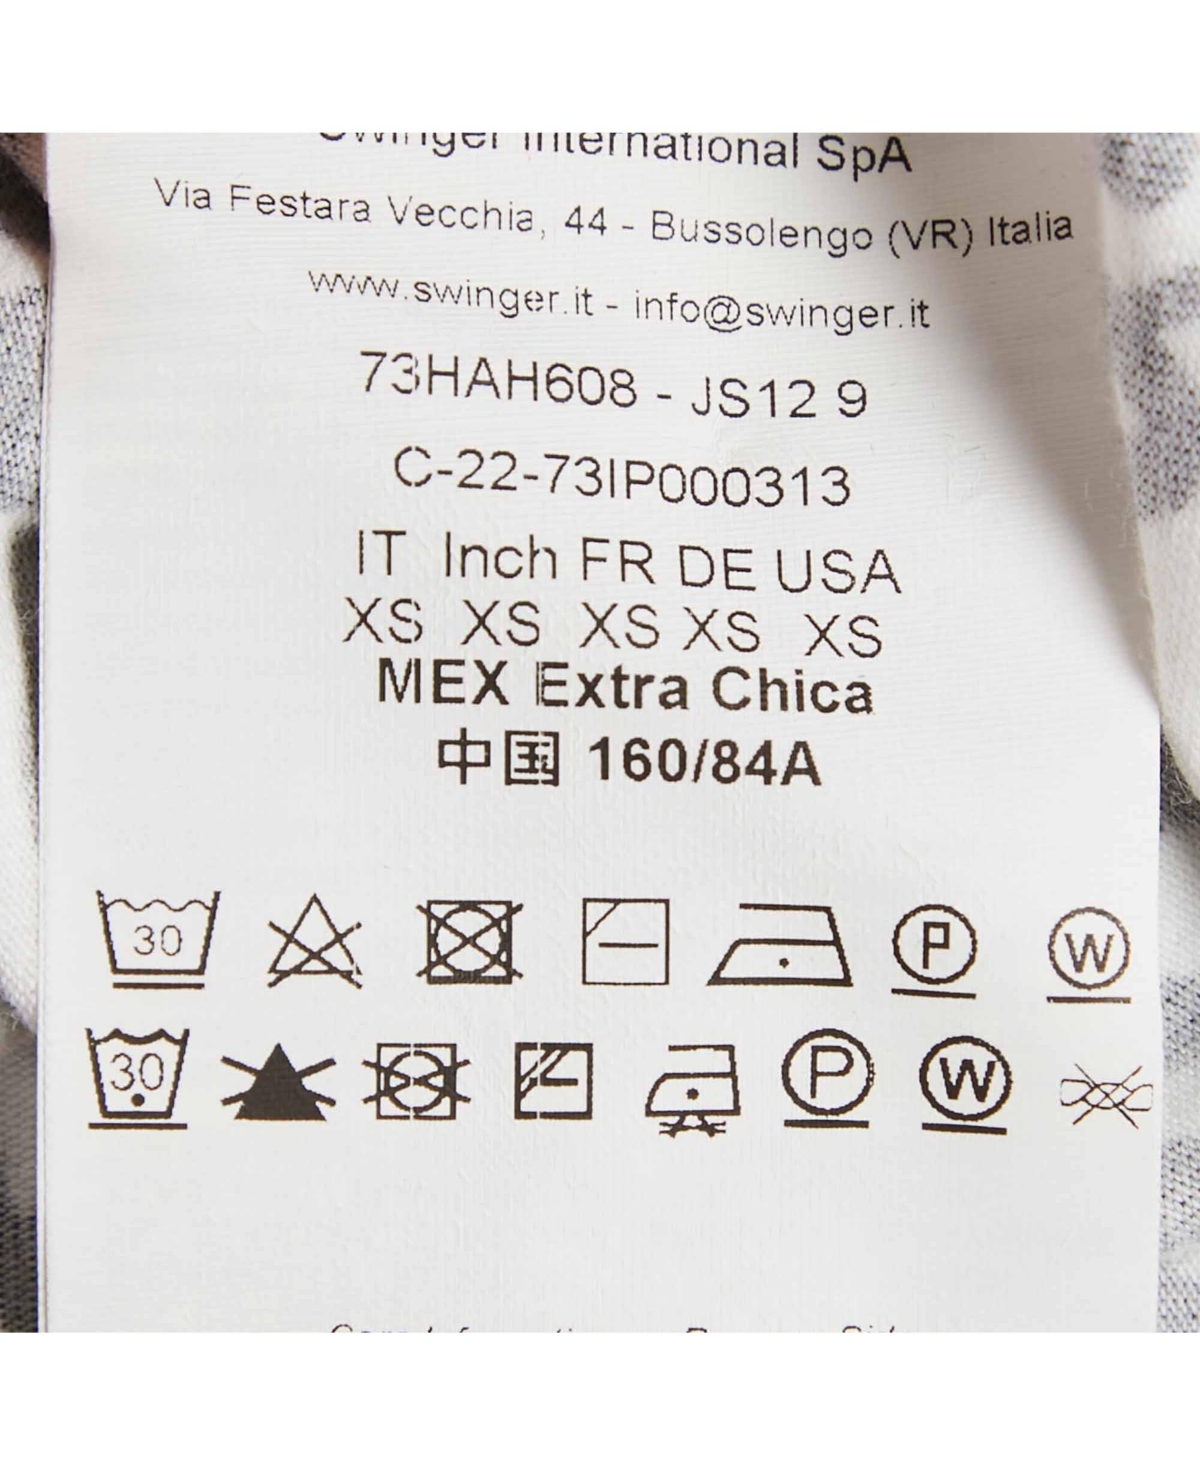 Swinger International SpA
Via Festara Vecchia, 44 - Bussolengo (VR) Italia
www.swinger.it - info@swinger.it
73HAH608 - JS12 9
C-22-73IP000313
IT Inch FR DE USA
XS XS XS XS XS
MEX Extra Chica
中国 160/84A
30 P W
30 P W